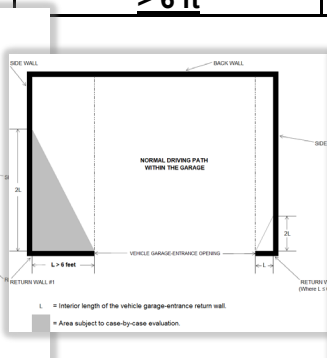 > 6 ft
SIDE WALL
BACK WALL
SIDE
NORMAL DRIVING PATH
WITHIN THE GARAGE
2L
2L
VEHICLE GARAGE-ENTRANCE OPENING
L > 6 feet
L
RETURN WALL #1
RETURN W
(Where L ≤
L = Interior length of the vehicle garage-entrance return wall.
= Area subject to case-by-case evaluation.